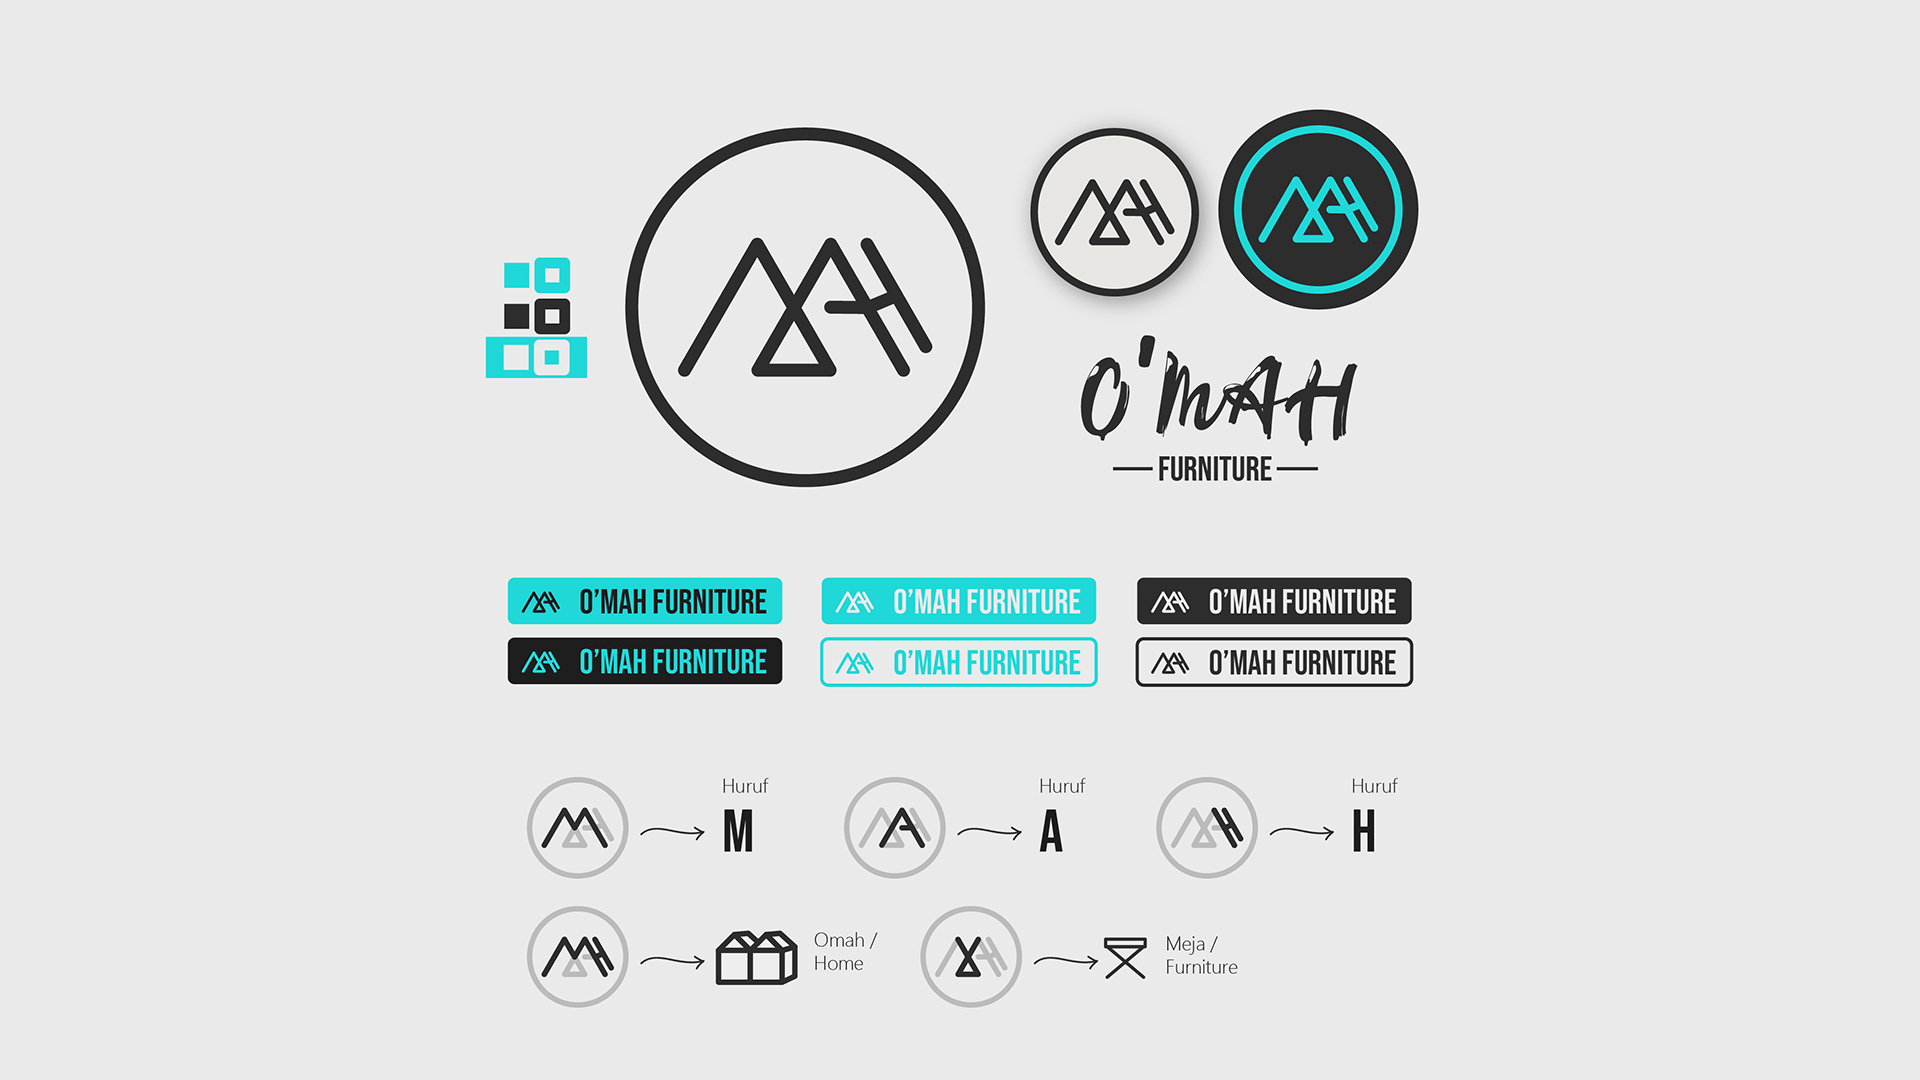 O'MAH
FURNITURE
O'MAH FURNITURE
O'MAH FURNITURE
O'MAH FURNITURE
O'MAH FURNITURE
O'MAH FURNITURE
O'MAH FURNITURE
Huruf
M
Huruf
A
Huruf
H
Omah /
Home
Meja /
Furniture